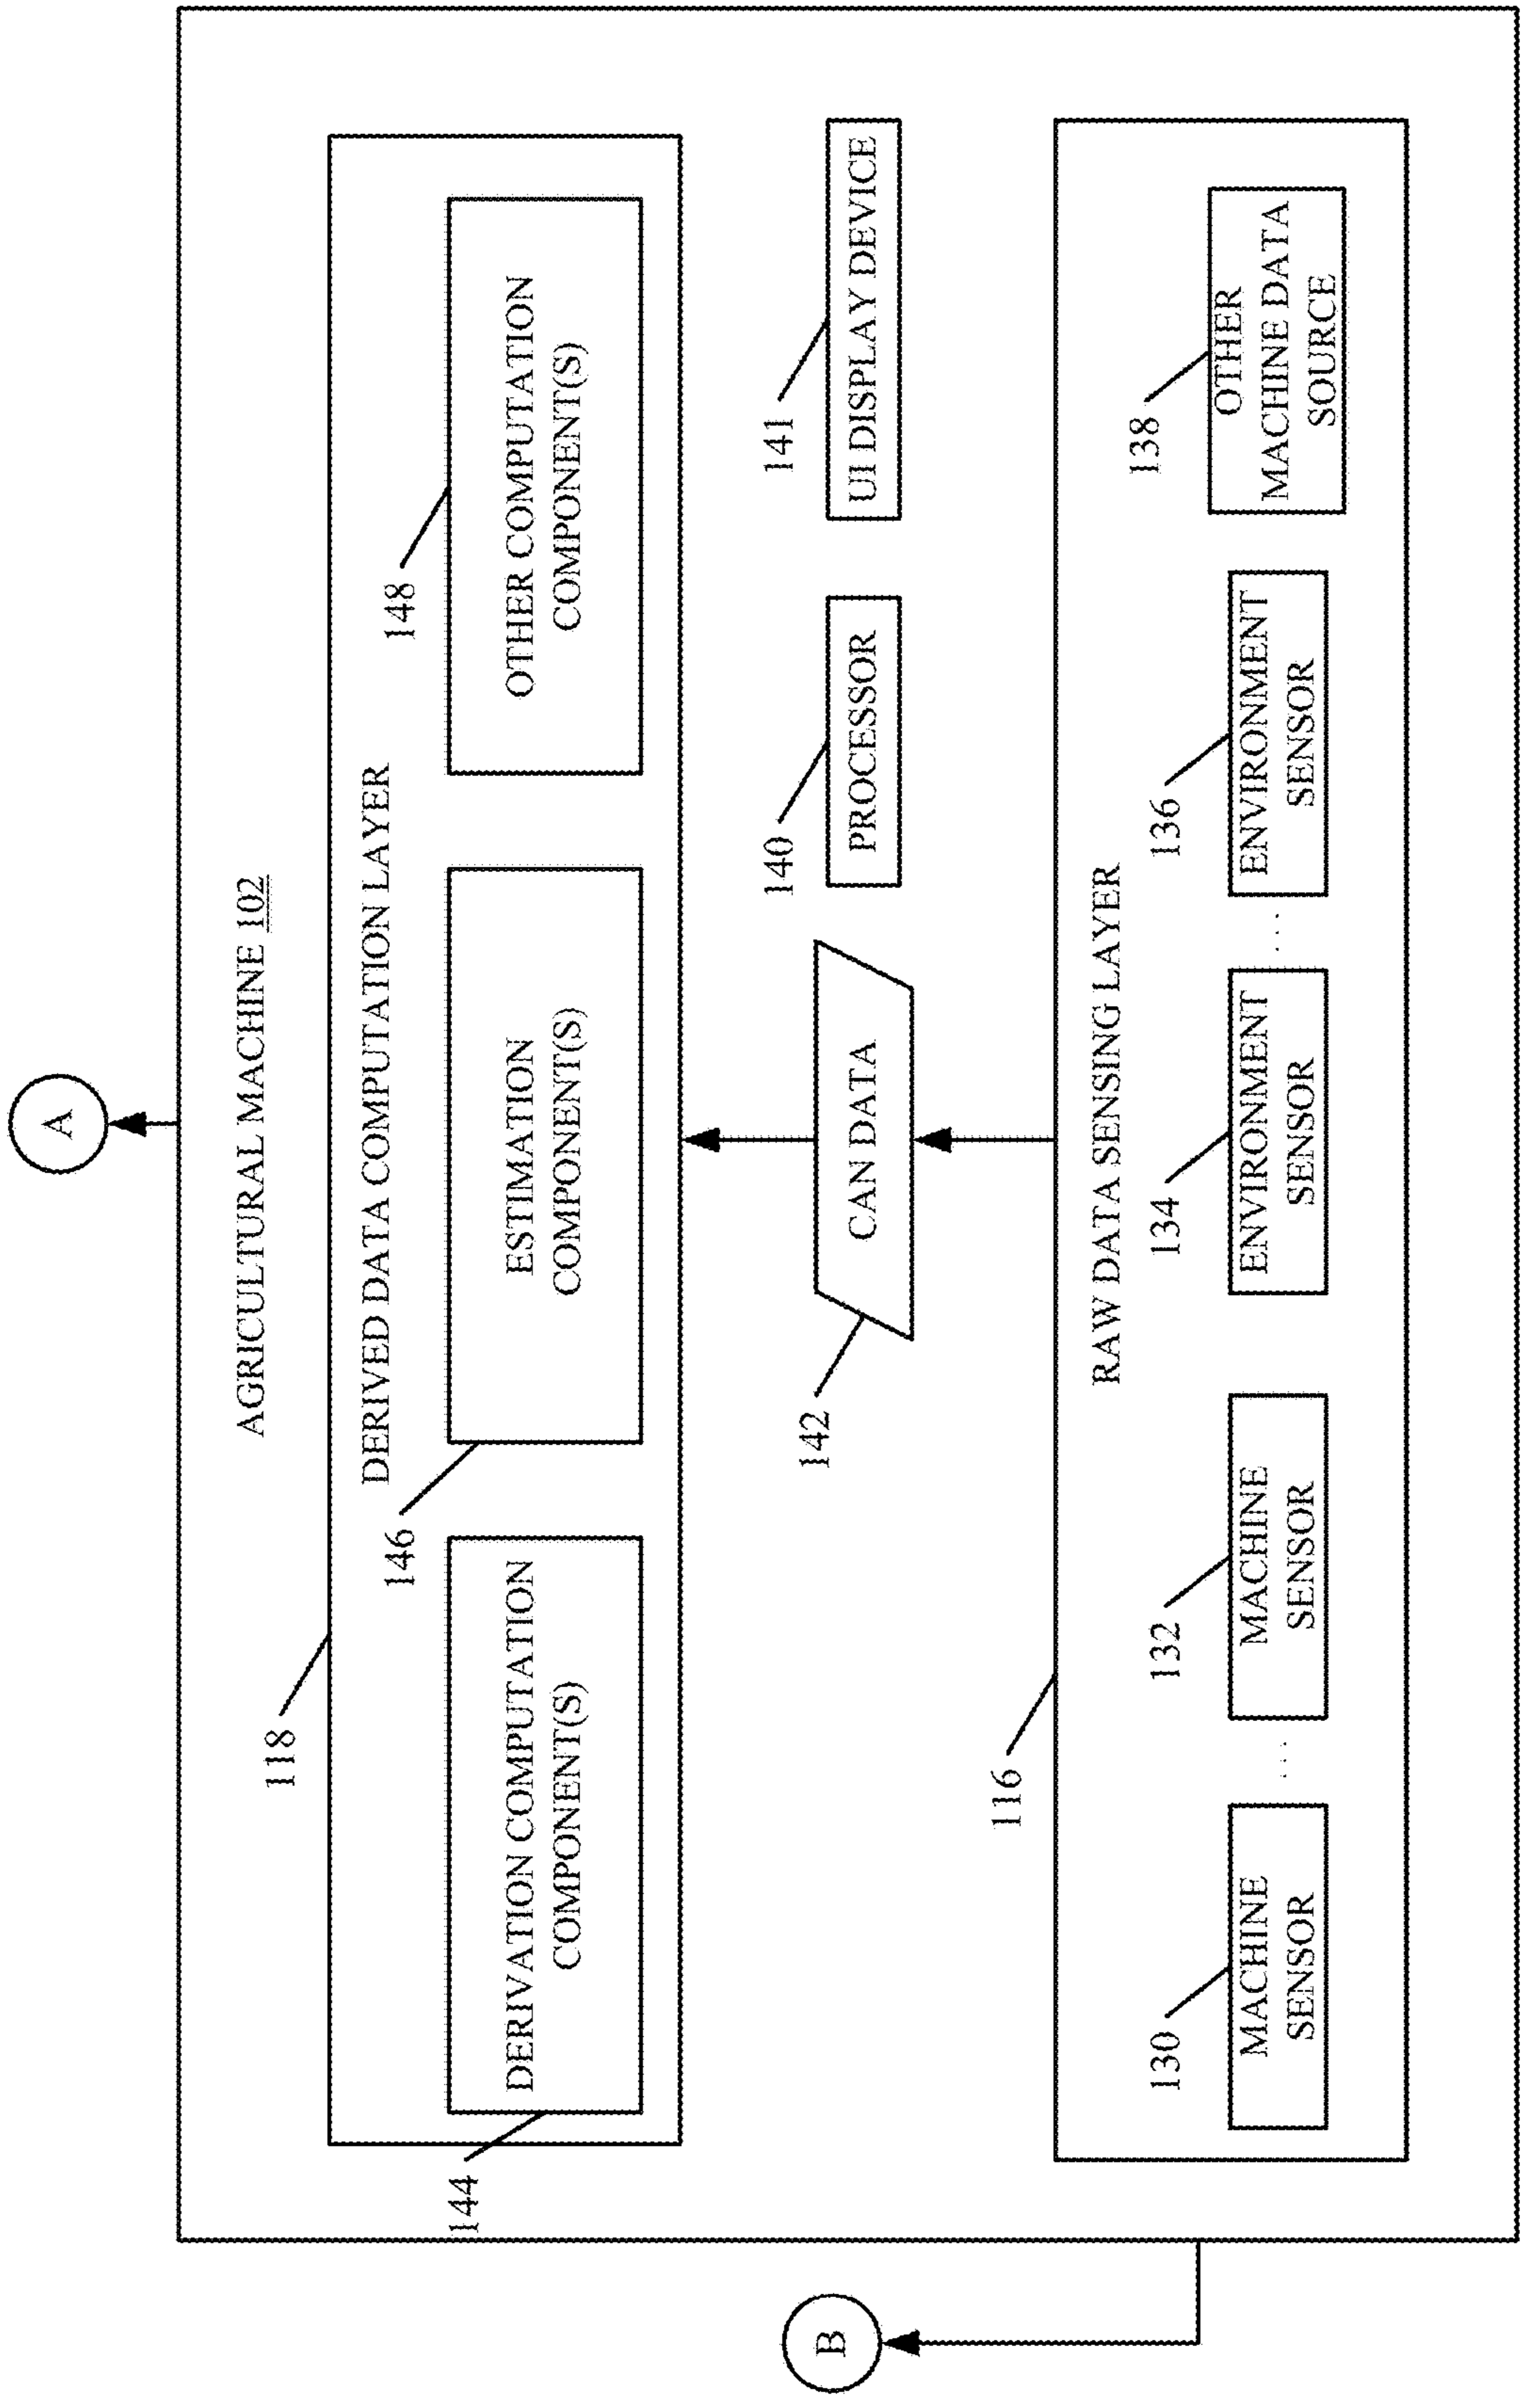 A
AGRICULTURAL MACHINE 102
118
DERIVED DATA COMPUTATION LAYER
144
DERIVATION COMPUTATION
COMPONENT(S)
146
ESTIMATION
COMPONENT(S)
148
OTHER COMPUTATION
COMPONENT(S)
142
CAN DATA
140
PROCESSOR
141
UI DISPLAY DEVICE
B
116
RAW DATA SENSING LAYER
130
MACHINE
SENSOR
. . .
132
MACHINE
SENSOR
134
ENVIRONMENT
SENSOR
. . .
136
ENVIRONMENT
SENSOR
138
OTHER
MACHINE DATA
SOURCE